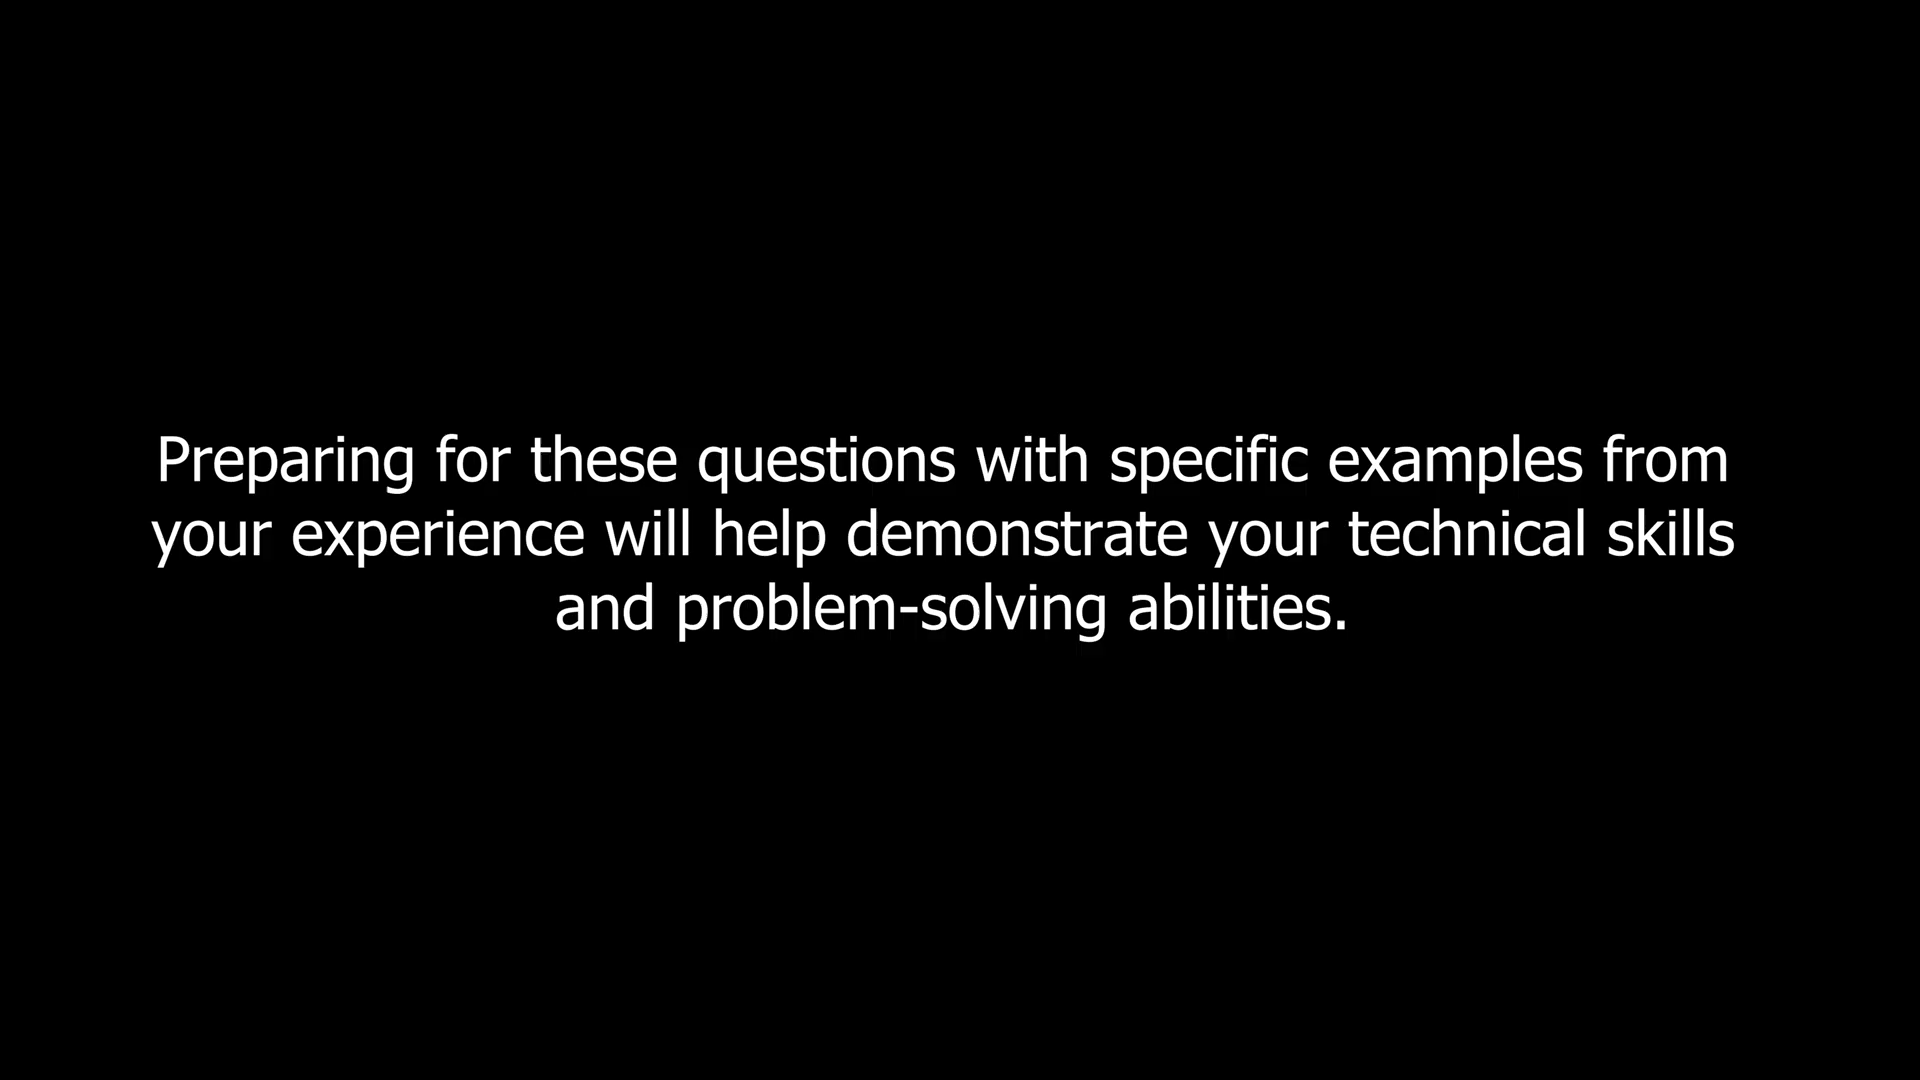 Preparing for these questions with specific examples from
your experience will help demonstrate your technical skills
and problem-solving abilities.